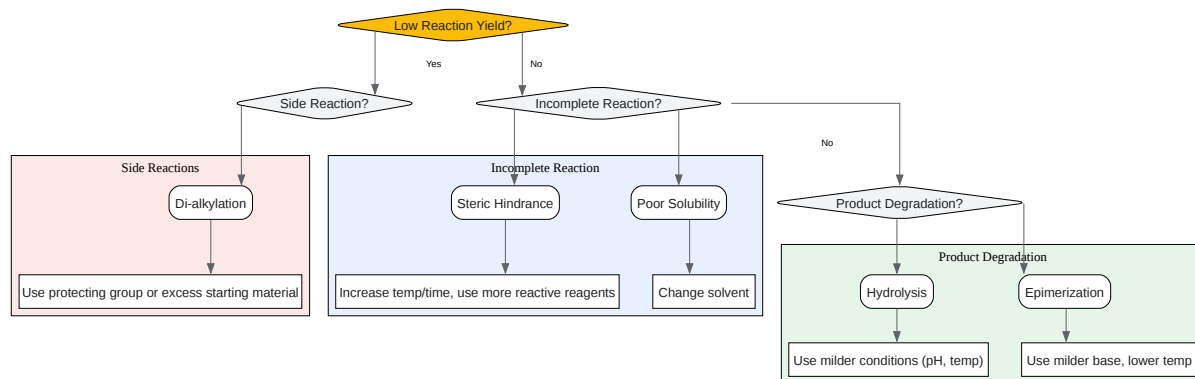 Low Reaction Yield?
Yes
No
Side Reaction?
Incomplete Reaction?
No
Side Reactions
Incomplete Reaction
Di-alkylation
Steric Hindrance
Poor Solubility
Product Degradation?
Product Degradation
Use protecting group or excess starting material
Increase temp/time, use more reactive reagents
Change solvent
Hydrolysis
Epimerization
Use milder conditions (pH, temp)
Use milder base, lower temp